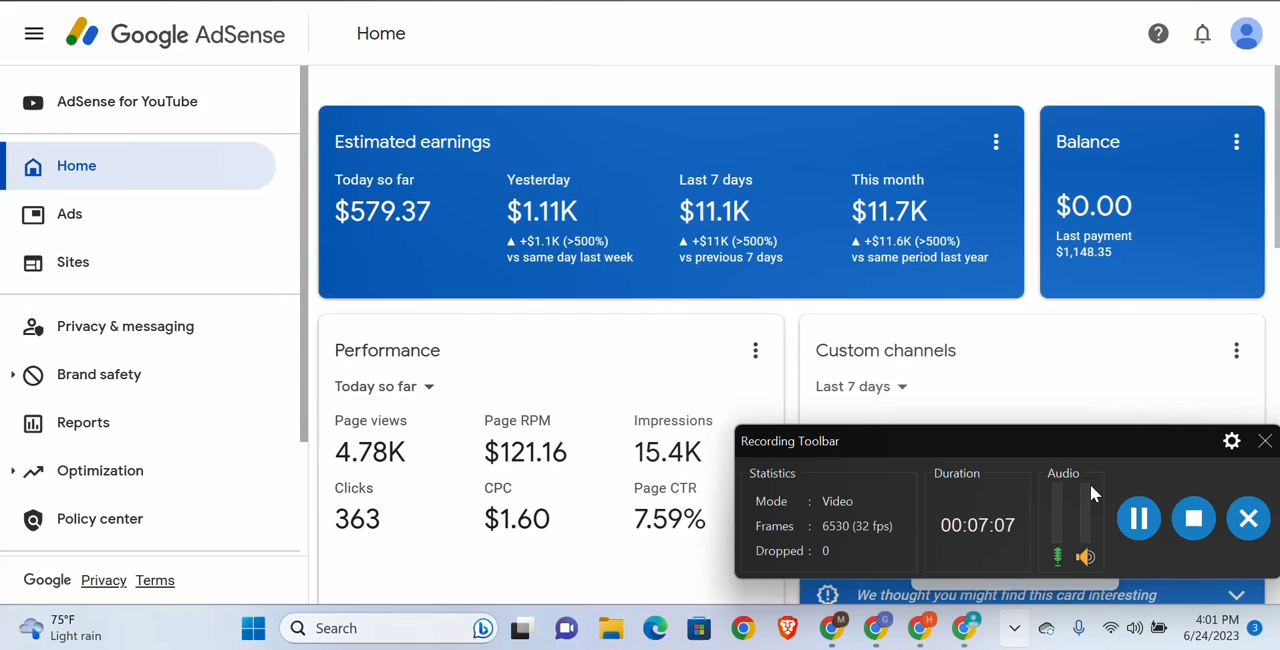 Google AdSense
Home
AdSense for YouTube
Home
Ads
Sites
Privacy & messaging
Brand safety
Reports
Optimization
Policy center
Google Privacy Terms
Estimated earnings
Today so far
$579.37
Yesterday
$1.11K
▲ +$1.1K (>500%)
vs same day last week
Last 7 days
$11.1K
▲ +$11K (>500%)
vs previous 7 days
This month
$11.7K
▲ +$11.6K (>500%)
vs same period last year
Balance
$0.00
Last payment
$1,148.35
Performance
Today so far
Page views
4.78K
Page RPM
$121.16
Impressions
15.4K
Clicks
363
CPC
$1.60
Page CTR
7.59%
Custom channels
Last 7 days
Recording Toolbar
Statistics
Mode : Video
Frames : 6530 (32 fps)
Dropped : 0
Duration
00:07:07
Audio
We thought you might find this card interesting
75°F
Light rain
Search
M
G
H
4:01 PM
6/24/2023
3